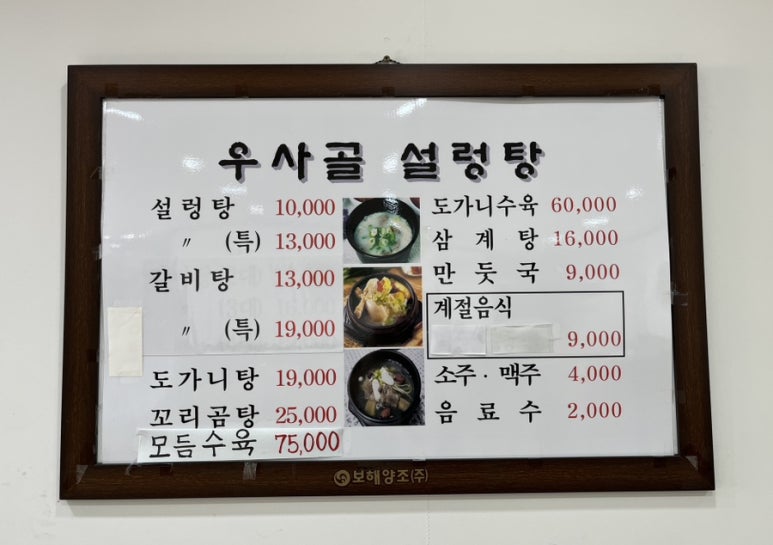 우사골 설렁탕
설렁탕 10,000
〃 (특) 13,000
갈비탕 13,000
〃 (특) 19,000
도가니탕 19,000
꼬리곰탕 25,000
모듬수육 75,000
도가니수육 60,000
삼계탕 16,000
만둣국 9,000
계절음식
9,000
소주·맥주 4,000
음료수 2,000
보해양조(주)